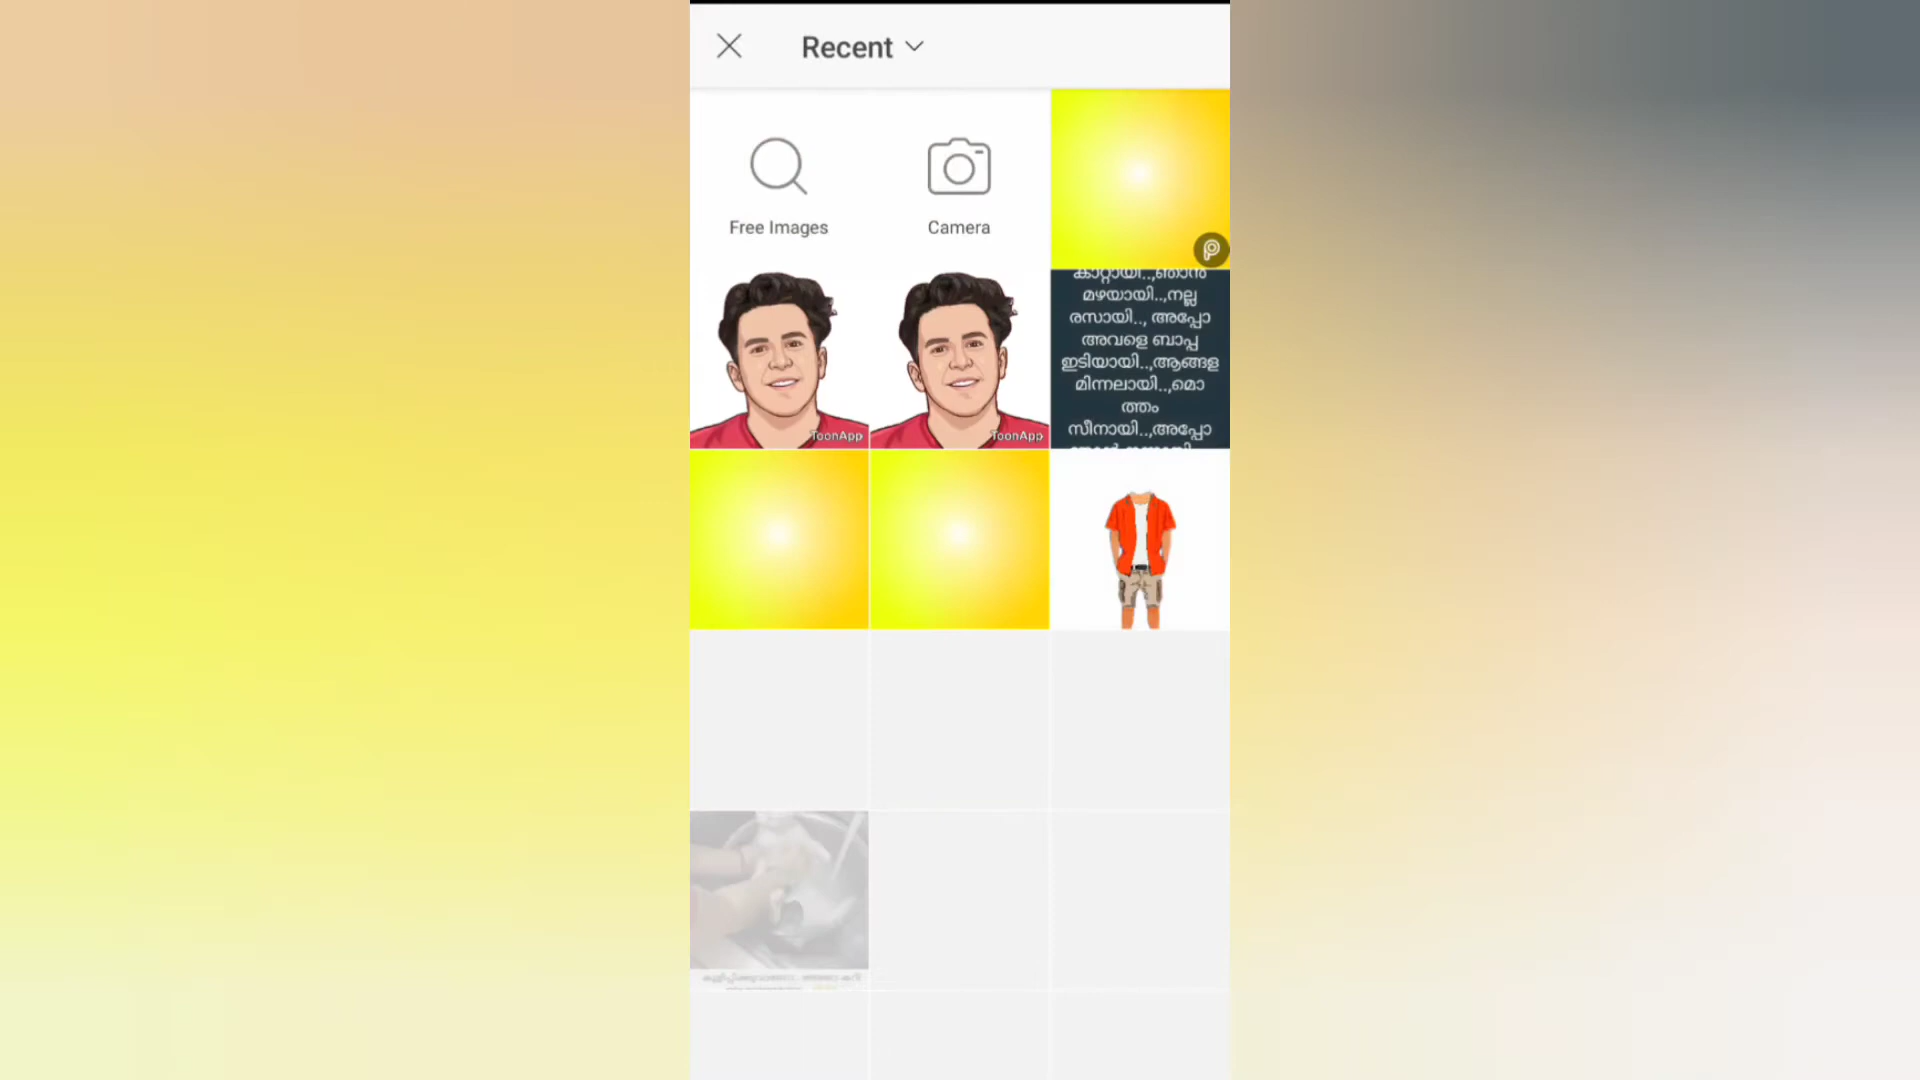 Recent
Free Images
Camera
കാറ്റായി..,ഞാൻ
മഴയായി..,നല്ല
രസായി.., അപ്പോ
അവളെ ബാപ്പ
ഇടിയായി..,ആങ്ങള
മിന്നലായി..,മൊ
ത്തം
സീനായി..,അപ്പോ
ToonApp
ToonApp